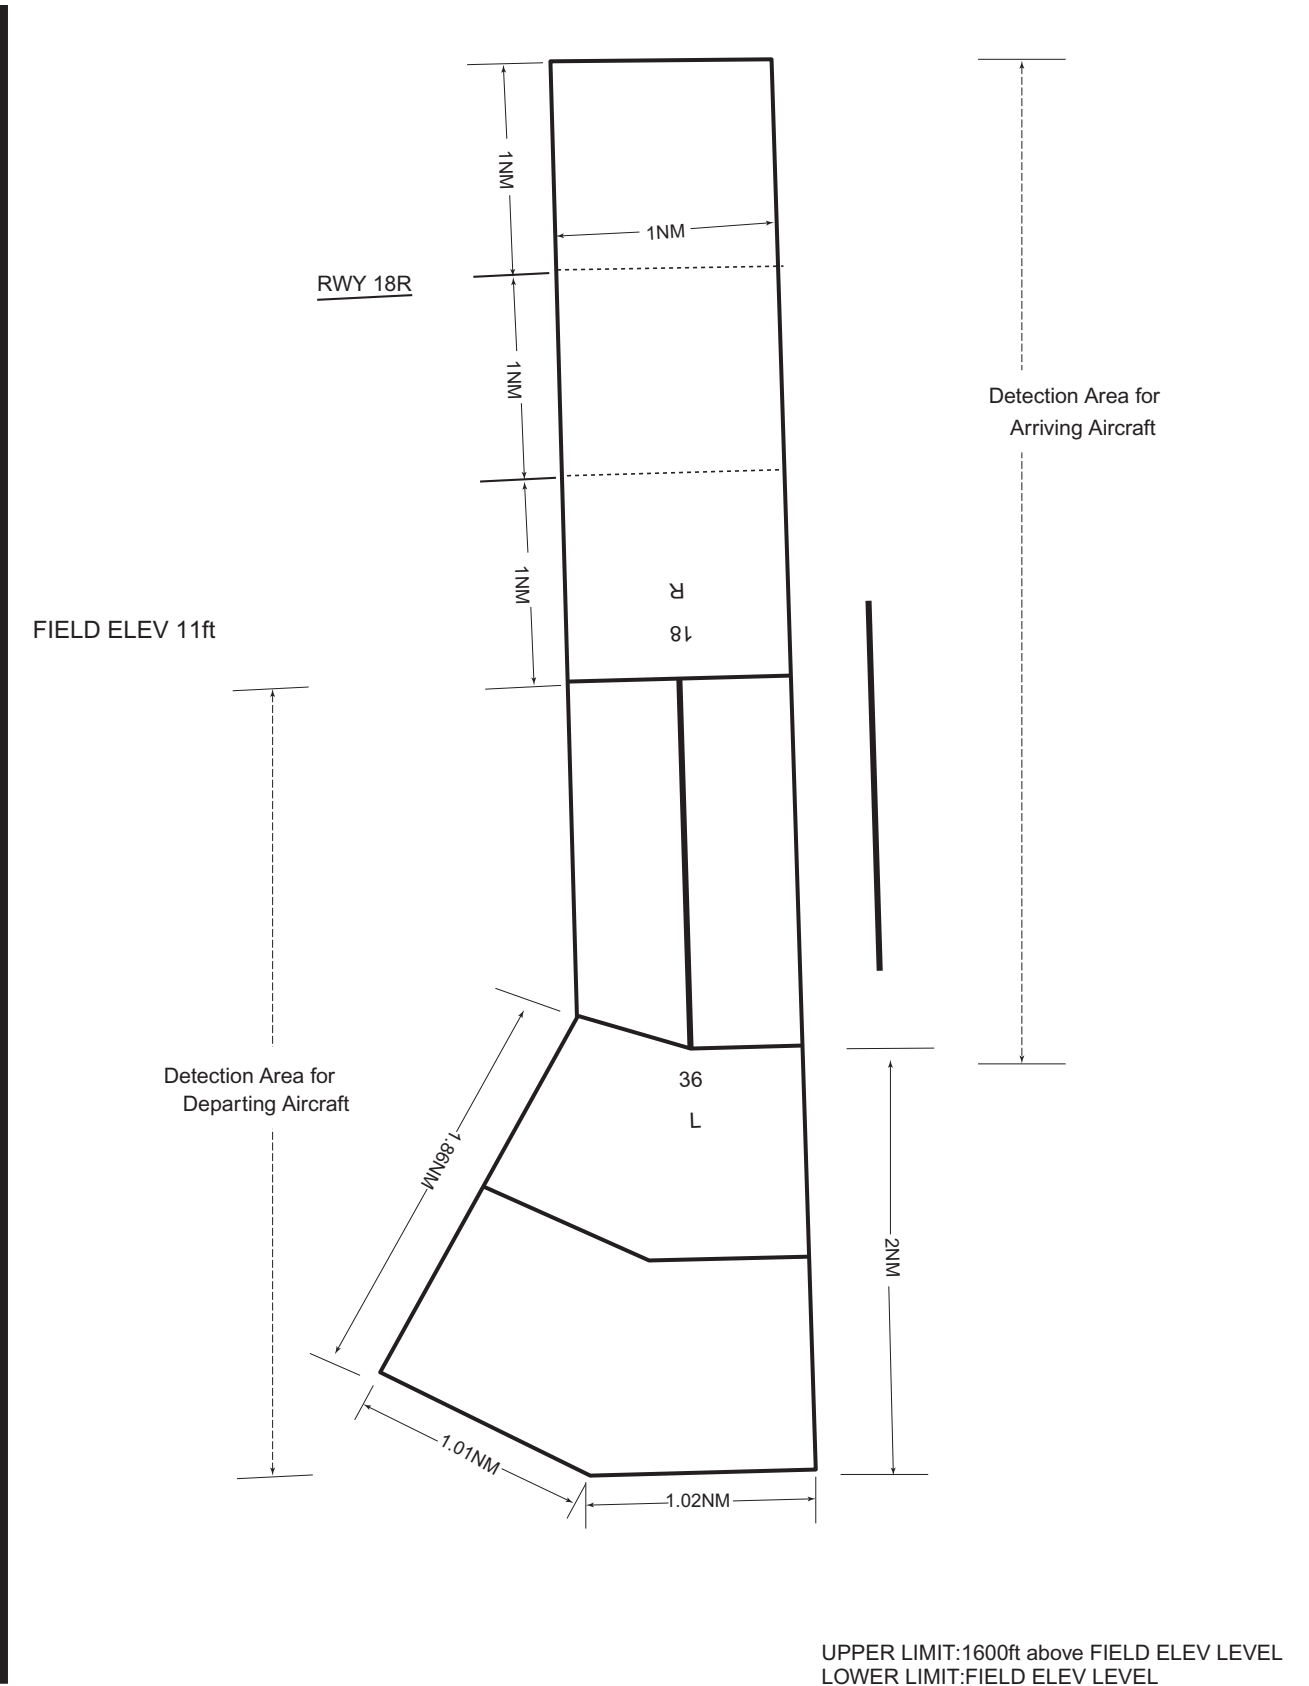 1NM
1NM
RWY 18R
1NM
Detection Area for
Arriving Aircraft
1NM
R
18
FIELD ELEV 11ft
Detection Area for
Departing Aircraft
36
L
1.86NM
2NM
1.01NM
1.02NM
UPPER LIMIT:1600ft above FIELD ELEV LEVEL
LOWER LIMIT:FIELD ELEV LEVEL